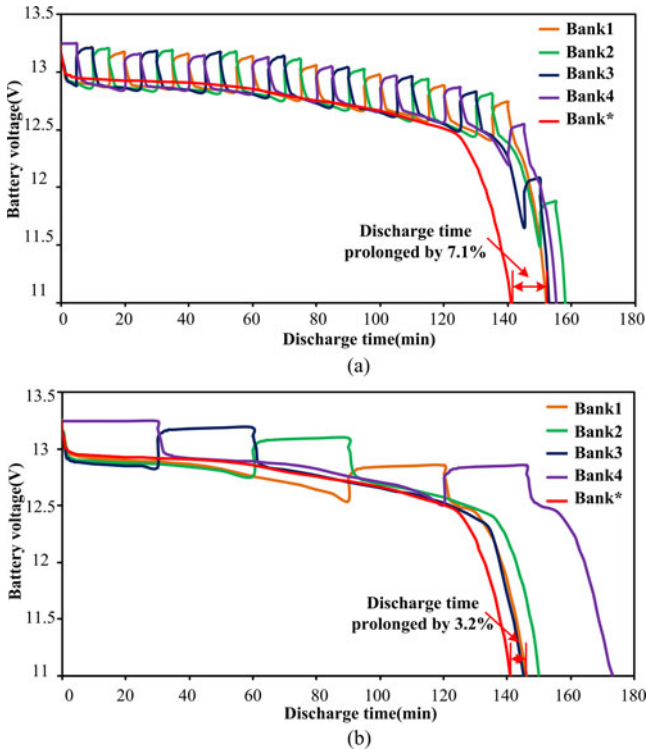 13.5
13
12.5
12
11.5
11
Battery voltage(V)
Bank1
Bank2
Bank3
Bank4
Bank*
Discharge time
prolonged by 7.1%
0 20 40 60 80 100 120 140 160 180
Discharge time(min)
(a)
13.5
13
12.5
12
11.5
11
Battery voltage(V)
Bank1
Bank2
Bank3
Bank4
Bank*
Discharge time
prolonged by 3.2%
0 20 40 60 80 100 120 140 160 180
Discharge time(min)
(b)